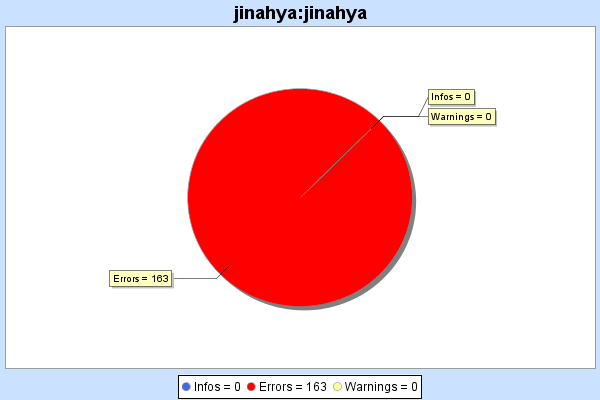 jinahya:jinahya
Infos = 0
Warnings = 0
Errors = 163
Infos = 0 Errors = 163 Warnings = 0